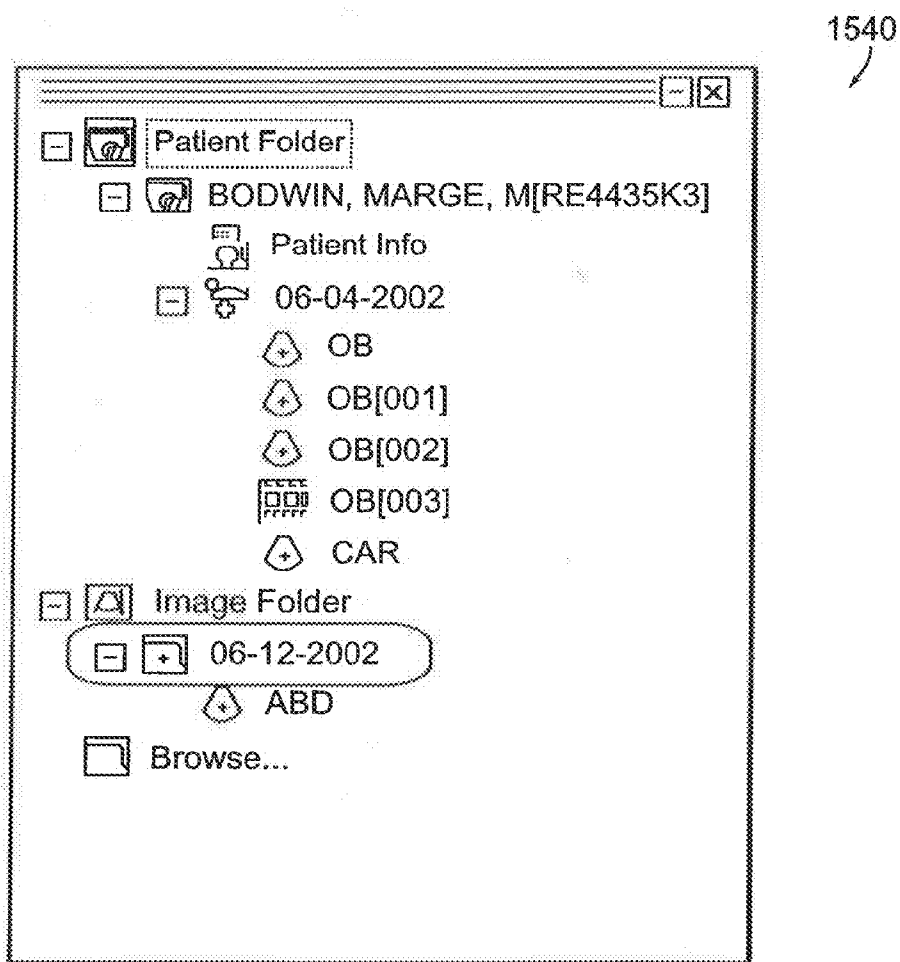 1540
Patient Folder
BODWIN, MARGE, M[RE4435K3]
Patient Info
06-04-2002
OB
OB[001]
OB[002]
OB[003]
CAR
Image Folder
06-12-2002
ABD
Browse...